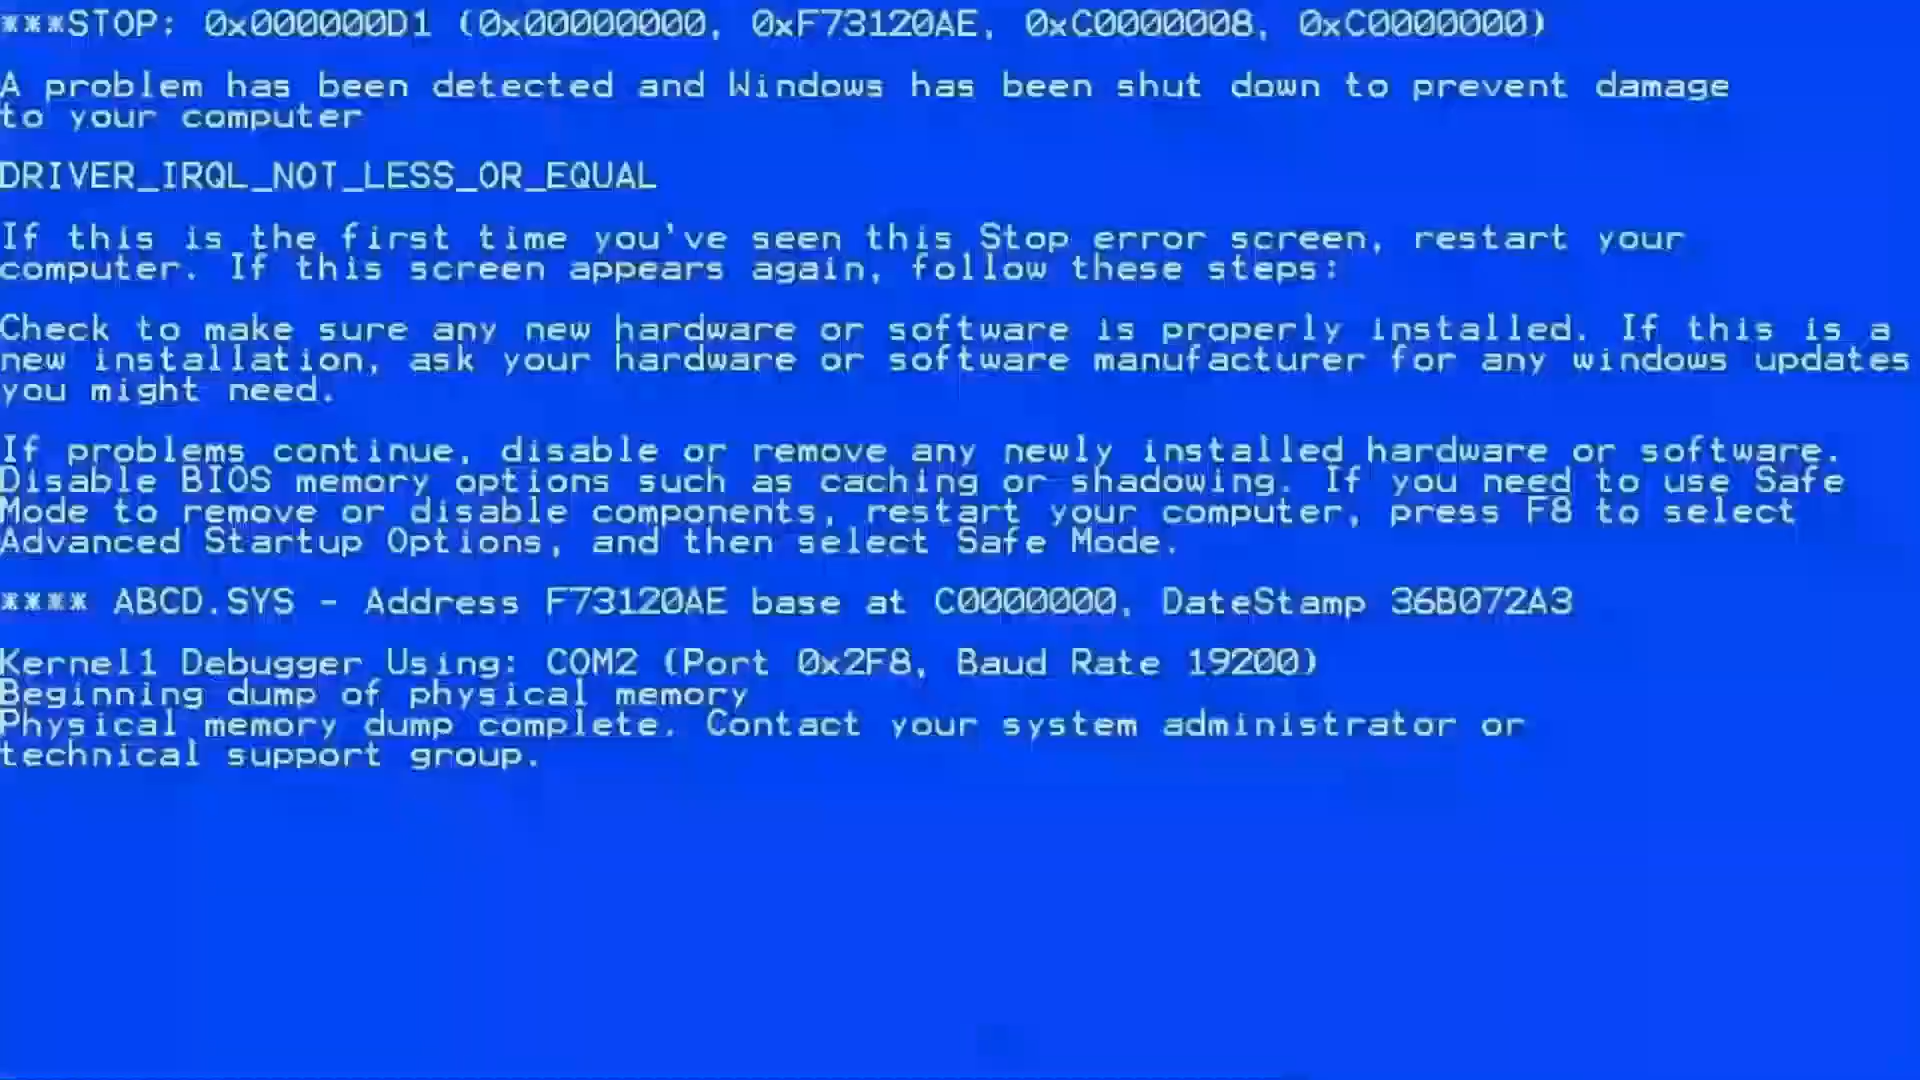 ***STOP: 0x000000D1 (0x00000000, 0xF73120AE, 0xC0000008, 0xC0000000)
A problem has been detected and Windows has been shut down to prevent damage
to your computer
DRIVER_IRQL_NOT_LESS_OR_EQUAL
If this is the first time you've seen this Stop error screen, restart your
computer. If this screen appears again, follow these steps:
Check to make sure any new hardware or software is properly installed. If this is a
new installation, ask your hardware or software manufacturer for any windows updates
you might need.
If problems continue, disable or remove any newly installed hardware or software.
Disable BIOS memory options such as caching or shadowing. If you need to use Safe
Mode to remove or disable components, restart your computer, press F8 to select
Advanced Startup Options, and then select Safe Mode.
**** ABCD.SYS - Address F73120AE base at C0000000, DateStamp 36B072A3
Kernel1 Debugger Using: COM2 (Port 0x2F8, Baud Rate 19200)
Beginning dump of physical memory
Physical memory dump complete. Contact your system administrator or
technical support group.